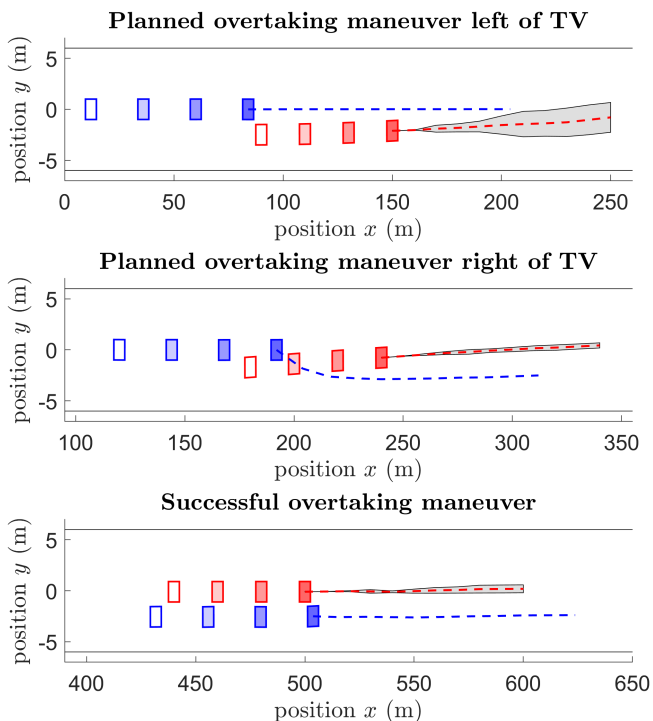 Planned overtaking maneuver left of TV
position y (m)
5
0
-5
0 50 100 150 200 250
position x (m)
Planned overtaking maneuver right of TV
position y (m)
5
0
-5
100 150 200 250 300 350
position x (m)
Successful overtaking maneuver
position y (m)
5
0
-5
400 450 500 550 600 650
position x (m)